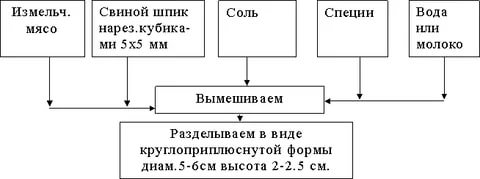 Измельч.
мясо
Свиной шпик
нарез.кубика-
ми 5х5 мм
Соль
Специи
Вода
или
молоко
Вымешиваем
Разделываем в виде
круглоприплюснутой формы
диам.5-6см высота 2-2.5 см.